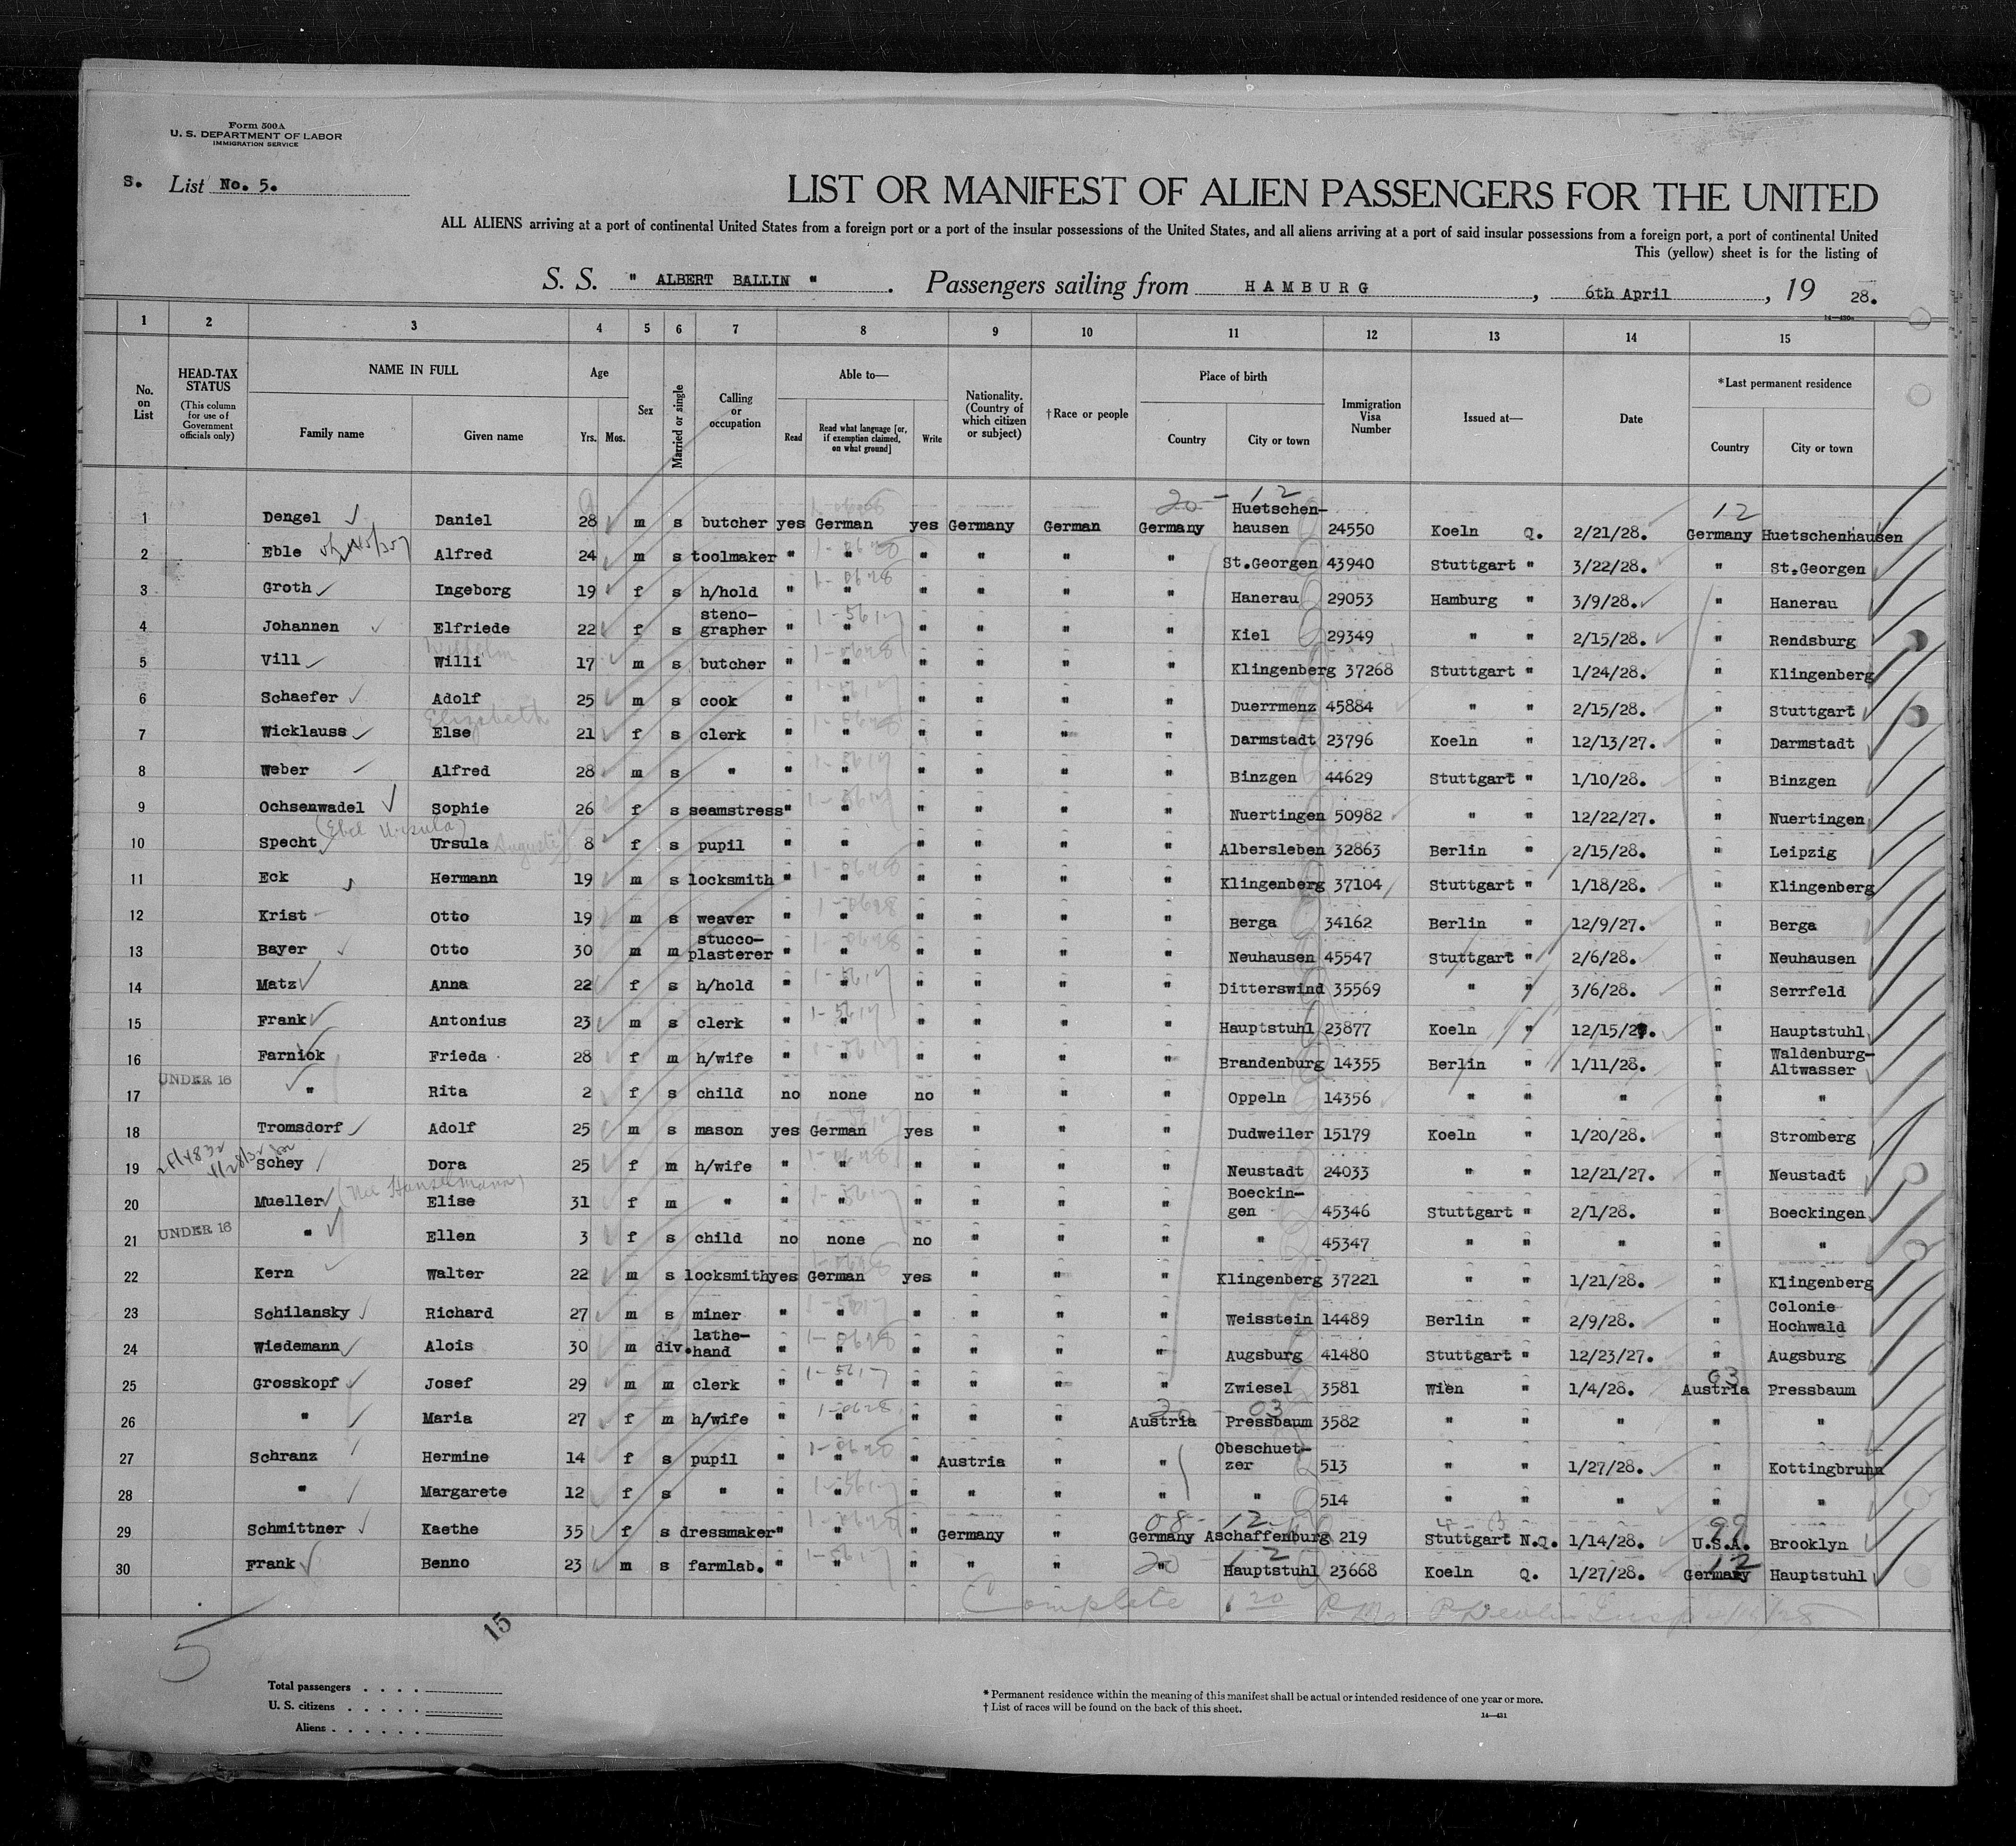 Form 500A
U. S. DEPARTMENT OF LABOR
IMMIGRATION SERVICE
S. List No. 5.
LIST OR MANIFEST OF ALIEN PASSENGERS FOR THE UNITED
ALL ALIENS arriving at a port of continental United States from a foreign port or a port of the insular possessions of the United States, and all aliens arriving at a port of said insular possessions from a foreign port, a port of continental United
This (yellow) sheet is for the listing of
S. S. " ALBERT BALLIN " . Passengers sailing from HAMBURG , 6th April , 19 28.
14—430a
1 2 3 4 5 6 7 8 9 10 11 12 13 14 15
No. on List
HEAD-TAX STATUS
(This column for use of Government officials only)
NAME IN FULL
Family name Given name
Age
Yrs. Mos.
Sex
Married or single
Calling or occupation
Able to—
Read Read what language [or, if exemption claimed, on what ground] Write
Nationality. (Country of which citizen or subject)
†Race or people
Place of birth
Country City or town
Immigration Visa Number
Issued at—
Date
*Last permanent residence
Country City or town
20 - 12 12
1 Dengel Daniel 28 m s butcher yes German yes Germany German Germany Huetschen-hausen 24550 Koeln Q. 2/21/28. Germany Huetschenhausen
2 Eble Alfred 24 m s toolmaker " " " " " " St.Georgen 43940 Stuttgart " 3/22/28. " St.Georgen
3 Groth Ingeborg 19 f s h/hold " " " " " " Hanerau 29053 Hamburg " 3/9/28. " Hanerau
4 Johannen Elfriede 22 f s steno-grapher " " " " " " Kiel 29349 " " 2/15/28. " Rendsburg
Wilhelm
5 Vill Willi 17 m s butcher " " " " " " Klingenberg 37268 Stuttgart " 1/24/28. " Klingenberg
6 Schaefer Adolf 25 m s cook " " " " " " Duerrmenz 45884 " " 2/15/28. " Stuttgart
Elizabeth
7 Wicklauss Else 21 f s clerk " " " " " " Darmstadt 23796 Koeln " 12/13/27. " Darmstadt
8 Weber Alfred 28 m s " " " " " " " Binzgen 44629 Stuttgart " 1/10/28. " Binzgen
9 Ochsenwadel Sophie 26 f s seamstress " " " " " " Nuertingen 50982 " " 12/22/27. " Nuertingen
(Ebel Ursula)
10 Specht Ursula 8 f s pupil " " " " " " Albersleben 32863 Berlin " 2/15/28. " Leipzig
11 Eck Hermann 19 m s locksmith " " " " " " Klingenberg 37104 Stuttgart " 1/18/28. " Klingenberg
12 Krist Otto 19 m s weaver " " " " " " Berga 34162 Berlin " 12/9/27. " Berga
13 Bayer Otto 30 m m stucco-plasterer " " " " " " Neuhausen 45547 Stuttgart " 2/6/28. " Neuhausen
14 Matz Anna 22 f s h/hold " " " " " " Ditterswind 35569 " " 3/6/28. " Serrfeld
15 Frank Antonius 23 m s clerk " " " " " " Hauptstuhl 23877 Koeln " 12/15/27. " Hauptstuhl
16 Farniok Frieda 28 f m h/wife " " " " " " Brandenburg 14355 Berlin " 1/11/28. " Waldenburg-Altwasser
UNDER 16
17 " Rita 2 f s child no none no " " " Oppeln 14356 " " " " "
18 Tromsdorf Adolf 25 m s mason yes German yes " " " Dudweiler 15179 Koeln " 1/20/28. " Stromberg
19 Schey Dora 25 f m h/wife " " " " " " Neustadt 24033 " " 12/21/27. " Neustadt
(nee Hanselmann)
20 Mueller Elise 31 f m " " " " " " " Boeckin-gen 45346 Stuttgart " 2/1/28. " Boeckingen
UNDER 16
21 " Ellen 3 f s child no none no " " " " 45347 " " " " "
22 Kern Walter 22 m s locksmith yes German yes " " " Klingenberg 37221 " " 1/21/28. " Klingenberg
23 Schilansky Richard 27 m s miner " " " " " " Weisstein 14489 Berlin " 2/9/28. " Colonie Hochwald
24 Wiedemann Alois 30 m div. lathe-hand " " " " " " Augsburg 41480 Stuttgart " 12/23/27. " Augsburg
03
25 Grosskopf Josef 29 m m clerk " " " " " " Zwiesel 3581 Wien " 1/4/28. Austria Pressbaum
20 03
26 " Maria 27 f m h/wife " " " " " Austria Pressbaum 3582 " " " " "
27 Schranz Hermine 14 f s pupil " " " Austria " " Obeschuet-zer 513 " " 1/27/28. " Kottingbrunn
28 " Margarete 12 f s " " " " " " " " 514 " " " " "
08 - 12 99
29 Schmittner Kaethe 35 f s dressmaker " " " Germany " Germany Aschaffenburg 219 Stuttgart N.Q. 1/14/28. U.S.A. Brooklyn
20 12 12
30 Frank Benno 23 m s farmlab. " " " " " " Hauptstuhl 23668 Koeln Q. 1/27/28. Germany Hauptstuhl
Complete
5
15
Total passengers . . . .
U. S. citizens . . . . .
Aliens . . . . . .
* Permanent residence within the meaning of this manifest shall be actual or intended residence of one year or more.
† List of races will be found on the back of this sheet.
14—431